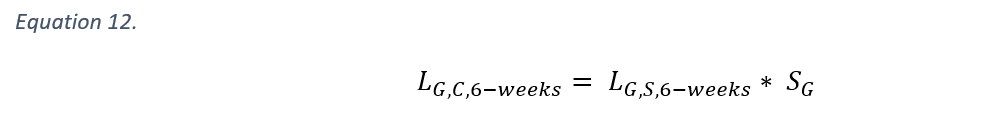 Equation 12.
L_{G,C,6−weeks} = L_{G,S,6−weeks} * S_G